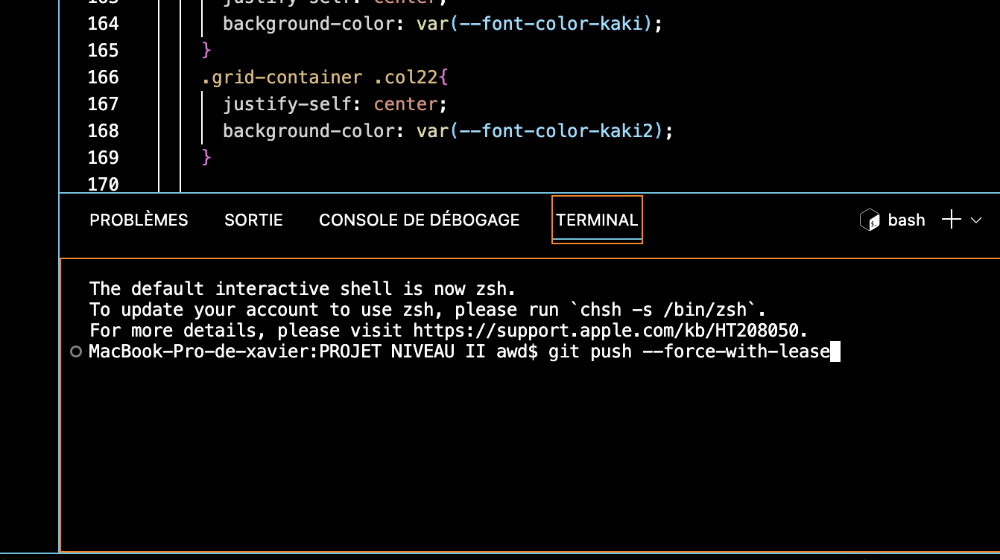 163 justify-self: center;
164 background-color: var(--font-color-kaki);
165 }
166 .grid-container .col22{
167 justify-self: center;
168 background-color: var(--font-color-kaki2);
169 }
170
PROBLÈMES SORTIE CONSOLE DE DÉBOGAGE TERMINAL bash
The default interactive shell is now zsh.
To update your account to use zsh, please run `chsh -s /bin/zsh`.
For more details, please visit https://support.apple.com/kb/HT208050.
MacBook-Pro-de-xavier:PROJET NIVEAU II awd$ git push --force-with-lease